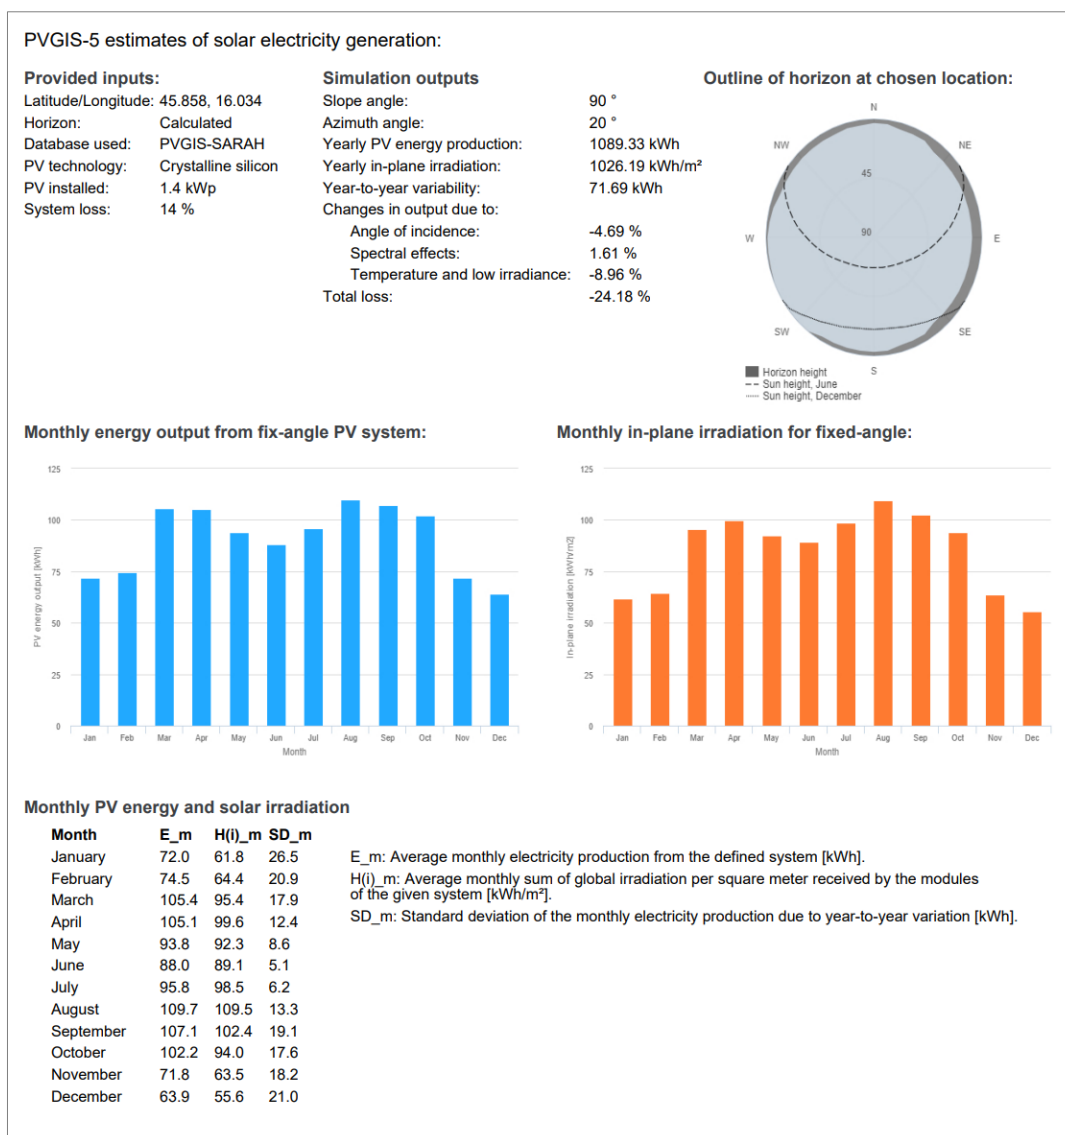 PVGIS-5 estimates of solar electricity generation:
Provided inputs:
Latitude/Longitude: 45.858, 16.034
Horizon: Calculated
Database used: PVGIS-SARAH
PV technology: Crystalline silicon
PV installed: 1.4 kWp
System loss: 14 %
Simulation outputs
Slope angle: 90 °
Azimuth angle: 20 °
Yearly PV energy production: 1089.33 kWh
Yearly in-plane irradiation: 1026.19 kWh/m²
Year-to-year variability: 71.69 kWh
Changes in output due to:
Angle of incidence: -4.69 %
Spectral effects: 1.61 %
Temperature and low irradiance: -8.96 %
Total loss: -24.18 %
Outline of horizon at chosen location:
N
NW NE
45
W 90 E
SW SE
S
Horizon height
Sun height, June
Sun height, December
Monthly energy output from fix-angle PV system:
125
100
75
50
25
0
PV energy output [kWh]
Jan Feb Mar Apr May Jun Jul Aug Sep Oct Nov Dec
Month
Monthly in-plane irradiation for fixed-angle:
125
100
75
50
25
0
In-plane irradiation [kWh/m2]
Jan Feb Mar Apr May Jun Jul Aug Sep Oct Nov Dec
Month
Monthly PV energy and solar irradiation
Month E_m H(i)_m SD_m
January 72.0 61.8 26.5
February 74.5 64.4 20.9
March 105.4 95.4 17.9
April 105.1 99.6 12.4
May 93.8 92.3 8.6
June 88.0 89.1 5.1
July 95.8 98.5 6.2
August 109.7 109.5 13.3
September 107.1 102.4 19.1
October 102.2 94.0 17.6
November 71.8 63.5 18.2
December 63.9 55.6 21.0
E_m: Average monthly electricity production from the defined system [kWh].
H(i)_m: Average monthly sum of global irradiation per square meter received by the modules
of the given system [kWh/m²].
SD_m: Standard deviation of the monthly electricity production due to year-to-year variation [kWh].